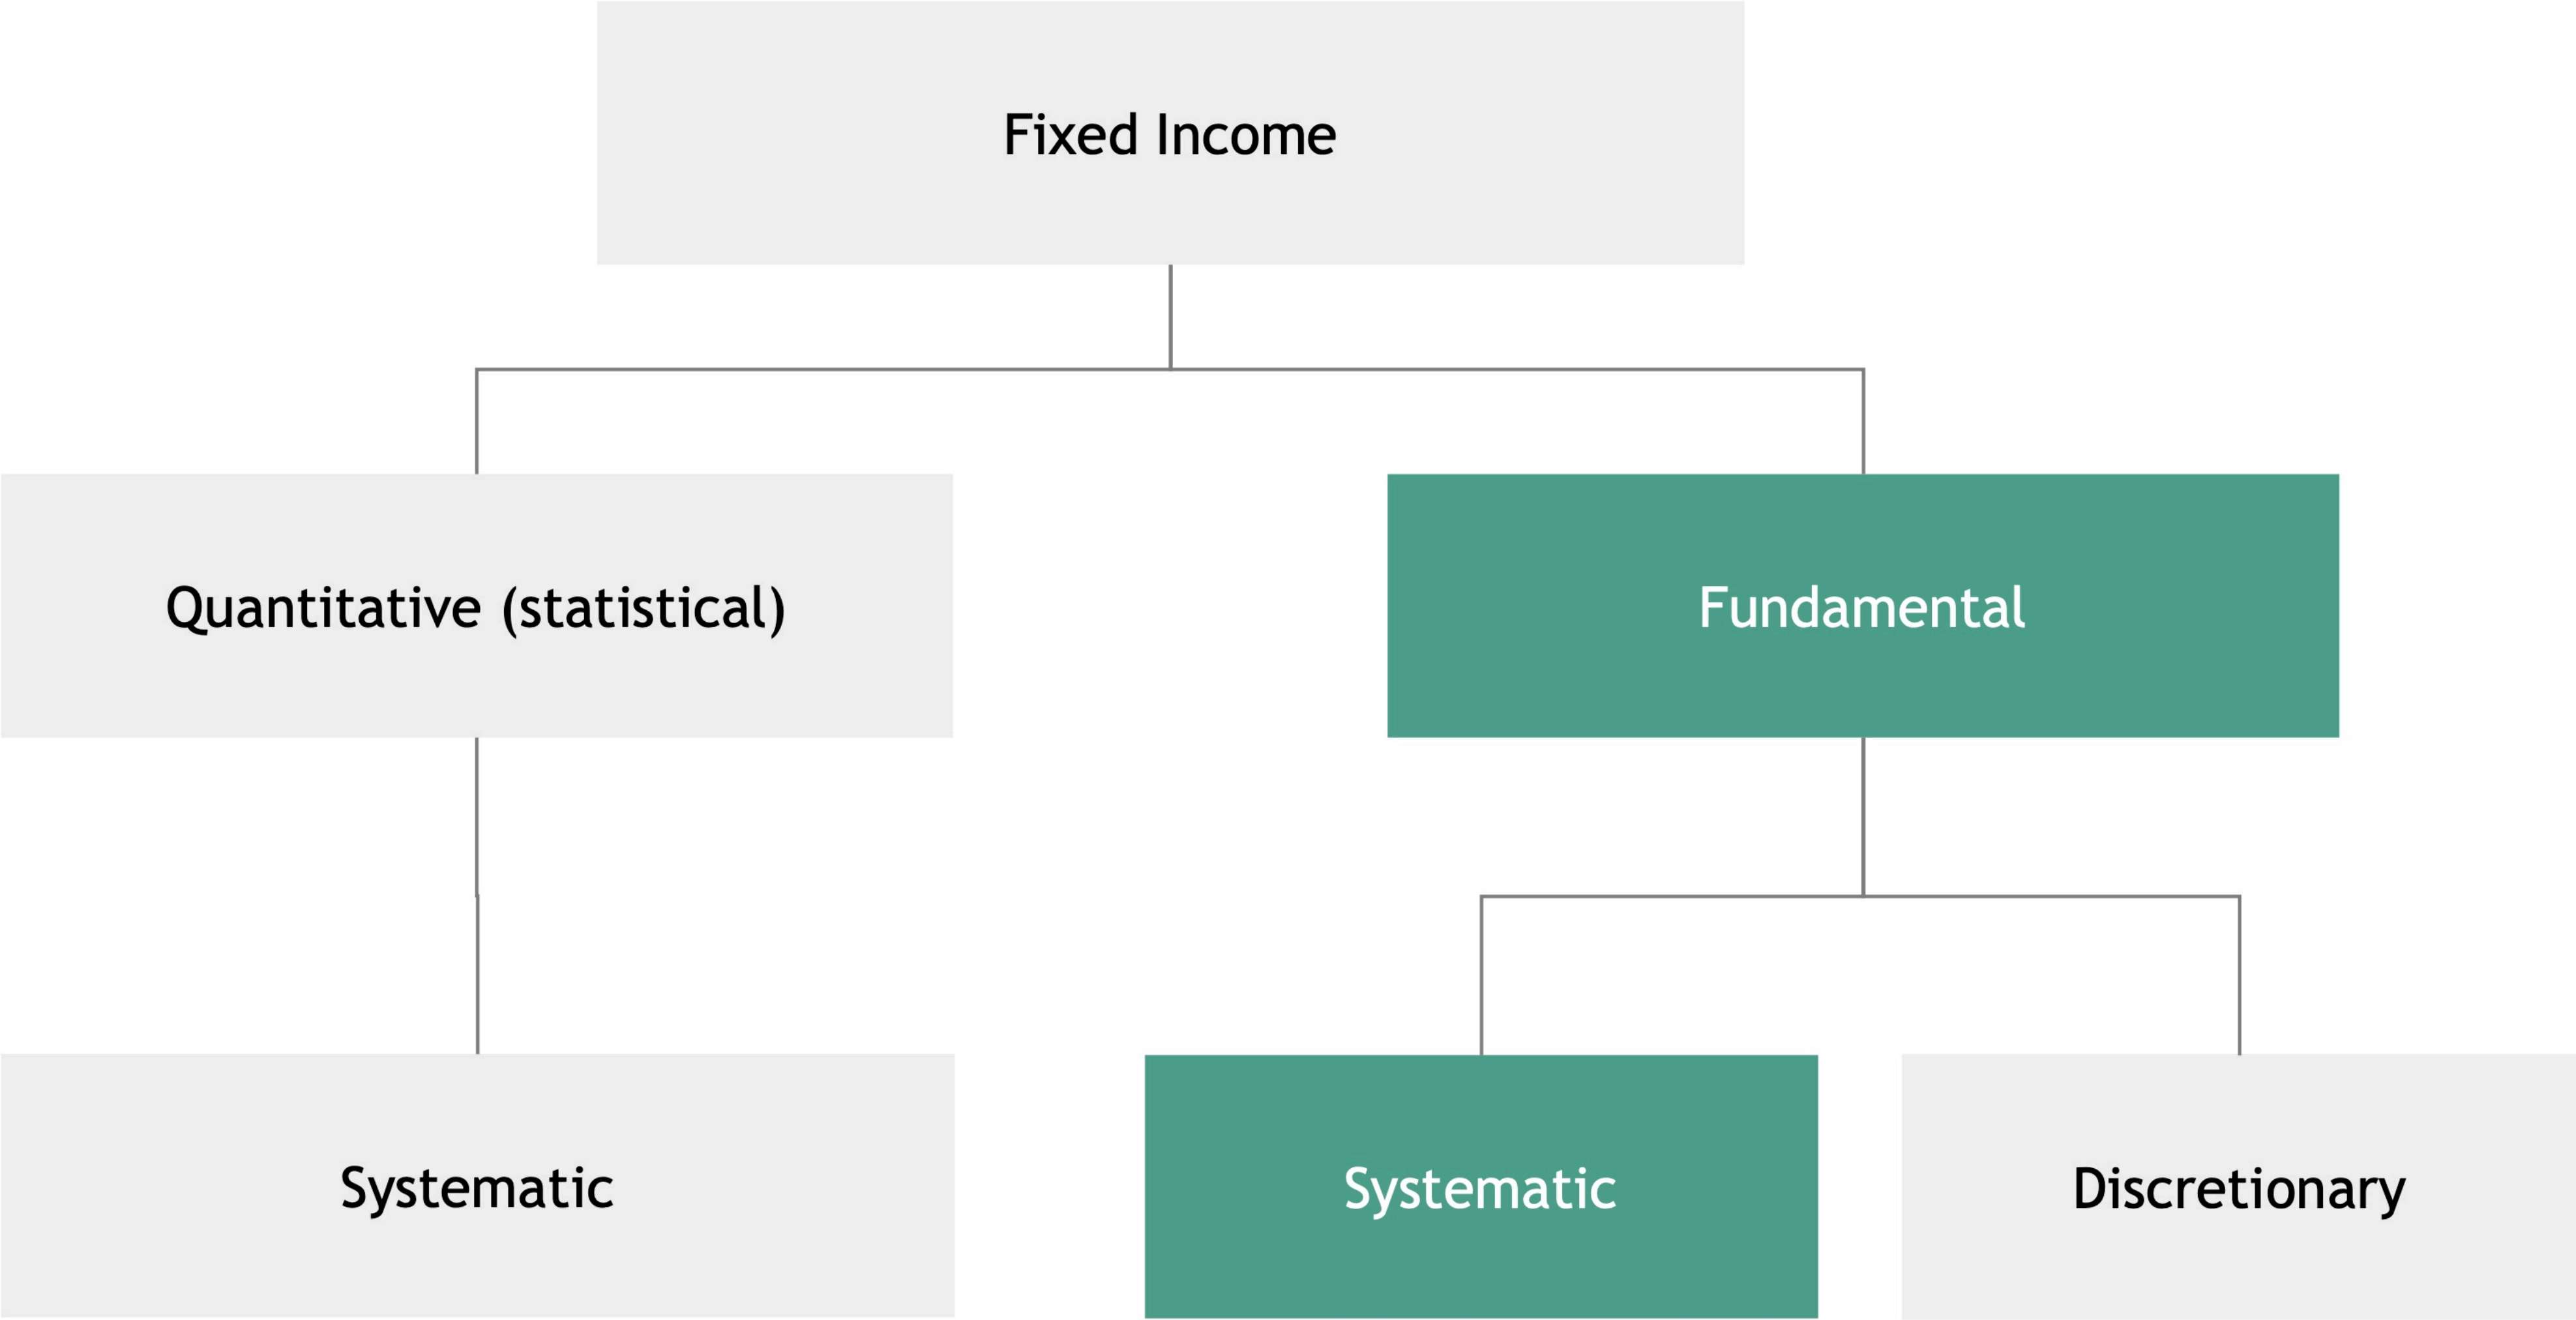 Fixed Income
Quantitative (statistical)
Fundamental
Systematic
Systematic
Discretionary